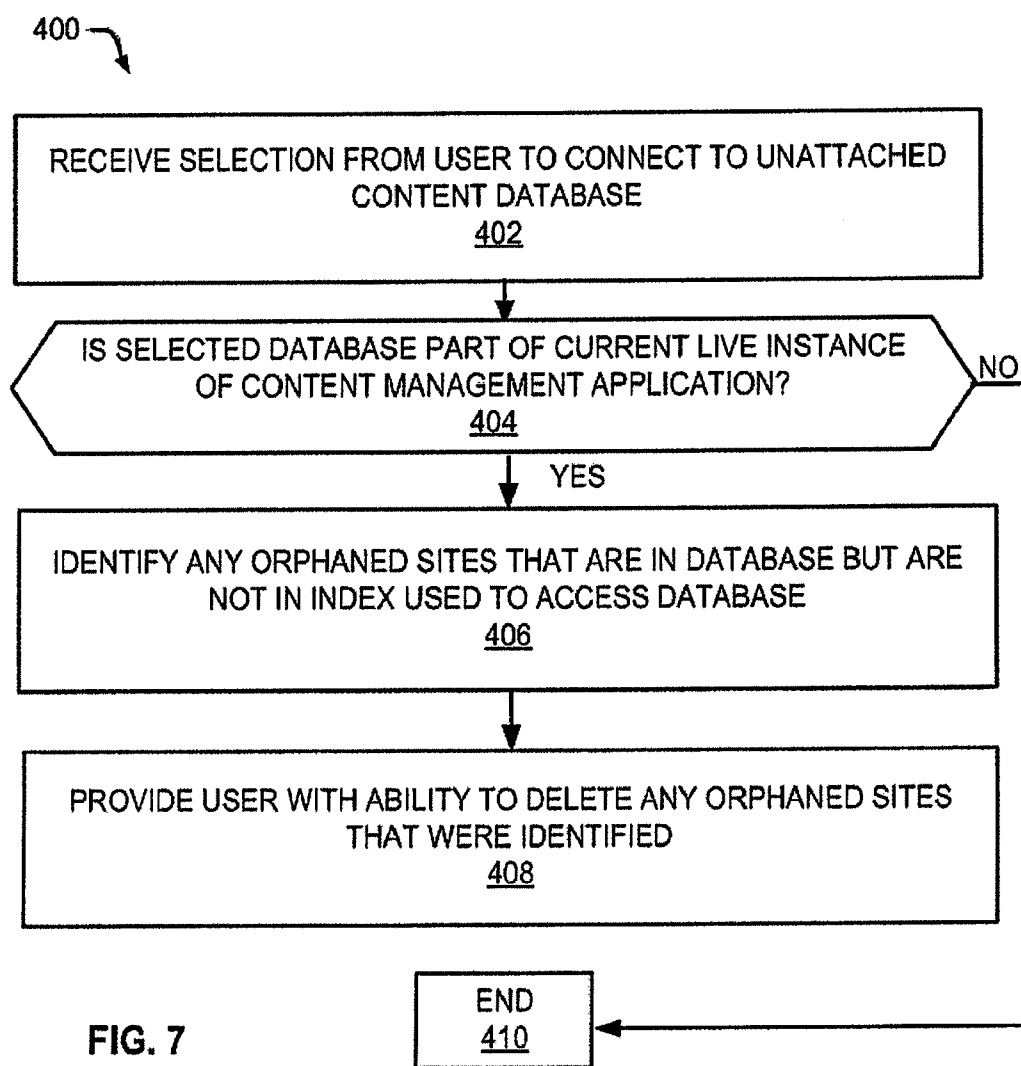 400
RECEIVE SELECTION FROM USER TO CONNECT TO UNATTACHED
CONTENT DATABASE
402
IS SELECTED DATABASE PART OF CURRENT LIVE INSTANCE
OF CONTENT MANAGEMENT APPLICATION?
404
NO
YES
IDENTIFY ANY ORPHANED SITES THAT ARE IN DATABASE BUT ARE
NOT IN INDEX USED TO ACCESS DATABASE
406
PROVIDE USER WITH ABILITY TO DELETE ANY ORPHANED SITES
THAT WERE IDENTIFIED
408
END
410
FIG. 7